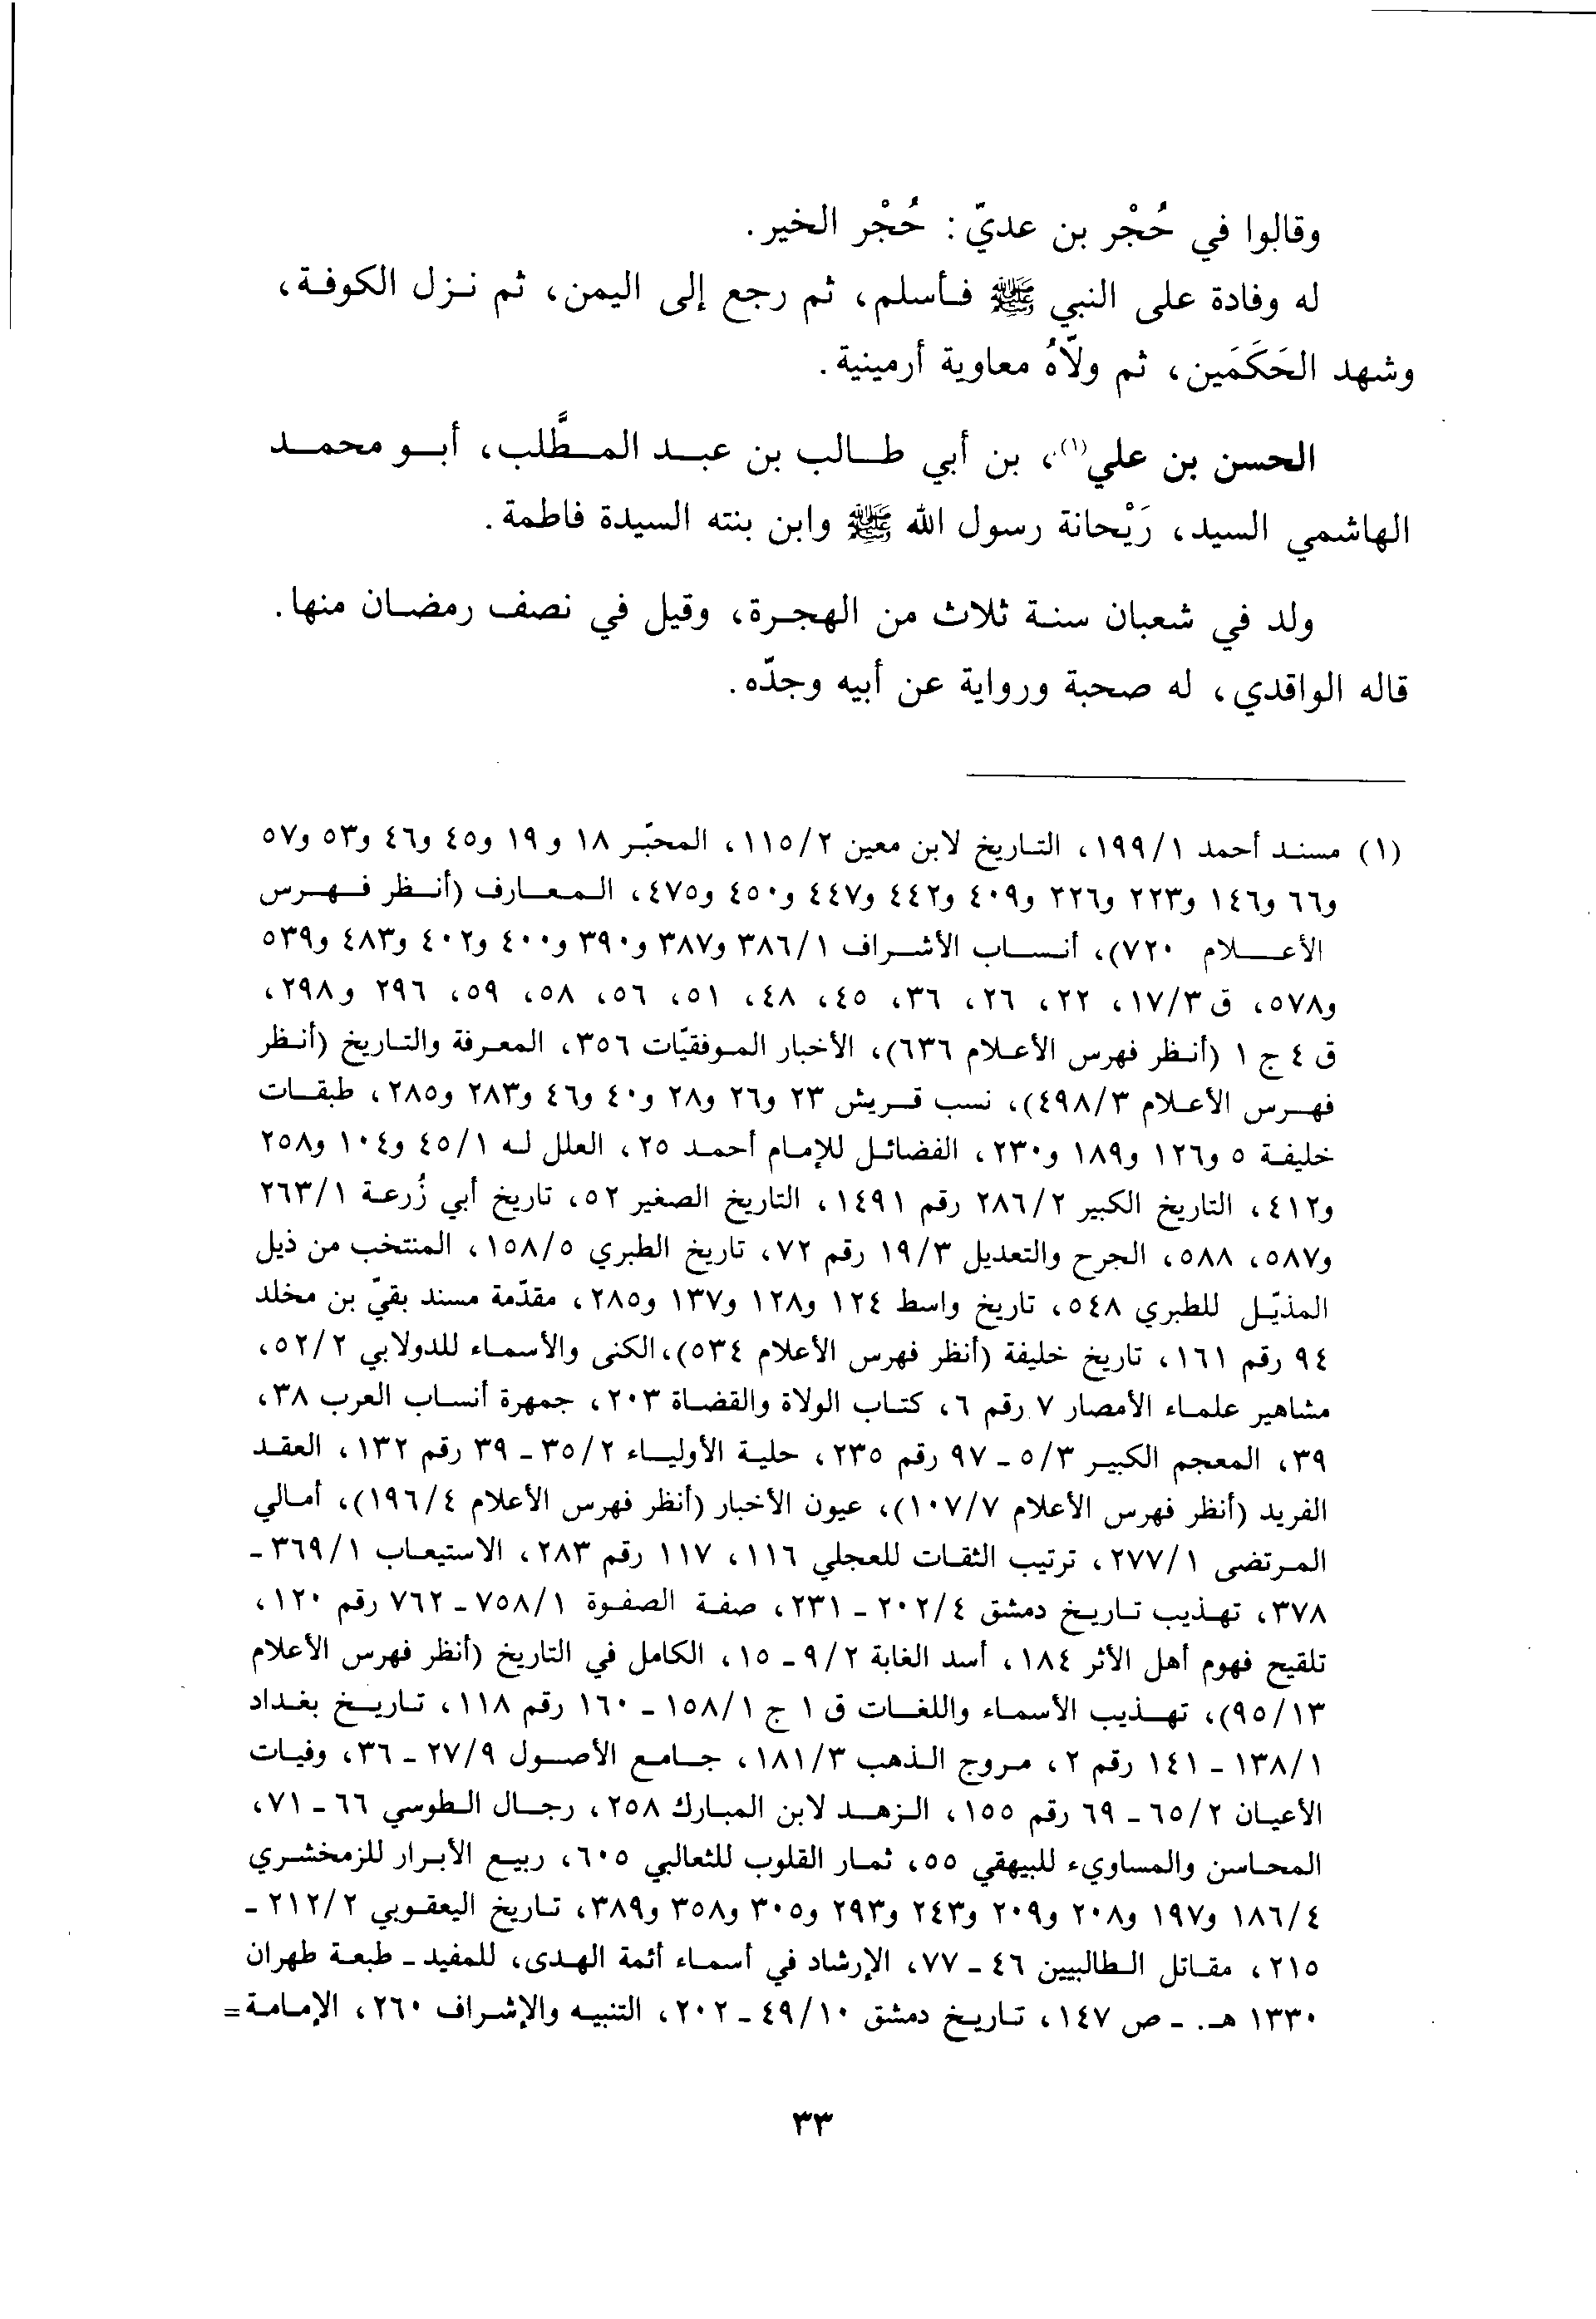 وقالوا في حُجْر بن عديّ: حُجْر الخير.
له وفادة على النبي ﷺ فأسلم، ثم رجع إلى اليمن، ثم نزل الكوفة،
وشهد الحَكَمَين، ثم ولّاهُ معاوية أرمينية.
الحسن بن علي(١)، بن أبي طالب بن عبد المطَّلب، أبو محمد
الهاشمي السيد، رَيْحانة رسول الله ﷺ وابن بنته السيدة فاطمة.
ولد في شعبان سنة ثلاث من الهجرة، وقيل في نصف رمضان منها.
قاله الواقدي، له صحبة ورواية عن أبيه وجدّه.
(١) مسند أحمد ١/١٩٩، التاريخ لابن معين ٢/١١٥، المحبّر ١٨ و ١٩ و٤٥ و٤٦ و٥٣ و٥٧
و٦٦ و١٤٦ و٢٢٣ و٢٢٦ و٤٠٩ و٤٤٢ و٤٤٧ و٤٥٠ و٤٧٥، المعارف (أنظر فهرس
الأعلام ٧٢٠)، أنساب الأشراف ١/٣٨٦ و٣٨٧ و٣٩٠ و٤٠٠ و٤٠٢ و٤٨٣ و٥٣٩
و٥٧٨، ق ٣/١٧، ٢٢، ٢٦، ٣٦، ٤٥، ٤٨، ٥١، ٥٦، ٥٨، ٥٩، ٢٩٦ و٢٩٨،
ق ٤ ج ١ (أنظر فهرس الأعلام ٦٣٦)، الأخبار الموفقيّات ٣٥٦، المعرفة والتاريخ (أنظر
فهرس الأعلام ٣/٤٩٨)، نسب قريش ٢٣ و٢٦ و٢٨ و٤٠ و٤٦ و٢٨٣ و٢٨٥، طبقات
خليفة ٥ و١٢٦ و١٨٩ و٢٣٠، الفضائل للإمام أحمد ٢٥، العلل له ١/٤٥ و١٠٤ و٢٥٨
و٤١٢، التاريخ الكبير ٢/٢٨٦ رقم ١٤٩١، التاريخ الصغير ٥٢، تاريخ أبي زُرعة ١/٢٦٣
و٥٨٧، ٥٨٨، الجرح والتعديل ٣/١٩ رقم ٧٢، تاريخ الطبري ٥/١٥٨، المنتخب من ذيل
المذيّل للطبري ٥٤٨، تاريخ واسط ١٢٤ و١٢٨ و١٣٧ و٢٨٥، مقدّمة مسند بقيّ بن مخلد
٩٤ رقم ١٦١، تاريخ خليفة (أنظر فهرس الأعلام ٥٣٤)، الكنى والأسماء للدولابي ٢/٥٢،
مشاهير علماء الأمصار ٧ رقم ٦، كتاب الولاة والقضاة ٢٠٣، جمهرة أنساب العرب ٣٨،
٣٩، المعجم الكبير ٣/٥ - ٩٧ رقم ٢٣٥، حلية الأولياء ٢/٣٥ - ٣٩ رقم ١٣٢، العقد
الفريد (أنظر فهرس الأعلام ٧/١٠٧)، عيون الأخبار (أنظر فهرس الأعلام ٤/١٩٦)، أمالي
المرتضى ١/٢٧٧، ترتيب الثقات للعجلي ١١٦، ١١٧ رقم ٢٨٣، الاستيعاب ١/٣٦٩ -
٣٧٨، تهذيب تاريخ دمشق ٤/٢٠٢ - ٢٣١، صفة الصفوة ١/٧٥٨ - ٧٦٢ رقم ١٢٠،
تلقيح فهوم أهل الأثر ١٨٤، أسد الغابة ٢/٩ - ١٥، الكامل في التاريخ (أنظر فهرس الأعلام
١٣/٩٥)، تهذيب الأسماء واللغات ق ١ ج ١/١٥٨ - ١٦٠ رقم ١١٨، تاريخ بغداد
١/١٣٨ - ١٤١ رقم ٢، مروج الذهب ٣/١٨١، جامع الأصول ٩/٢٧ - ٣٦، وفيات
الأعيان ٢/٦٥ - ٦٩ رقم ١٥٥، الزهد لابن المبارك ٢٥٨، رجال الطوسي ٦٦ - ٧١،
المحاسن والمساويء للبيهقي ٥٥، ثمار القلوب للثعالبي ٦٠٥، ربيع الأبرار للزمخشري
٤/١٨٦ و١٩٧ و٢٠٨ و٢٠٩ و٢٤٣ و٢٩٣ و٣٠٥ و٣٥٨ و٣٨٩، تاريخ اليعقوبي ٢/٢١٢ -
٢١٥، مقاتل الطالبيين ٤٦ - ٧٧، الإرشاد في أسماء أئمة الهدى، للمفيد - طبعة طهران
١٣٣٠ هـ. - ص ١٤٧، تاريخ دمشق ١٠/٤٩ - ٢٠٢، التنبيه والإشراف ٢٦٠، الإمامة =
٣٣